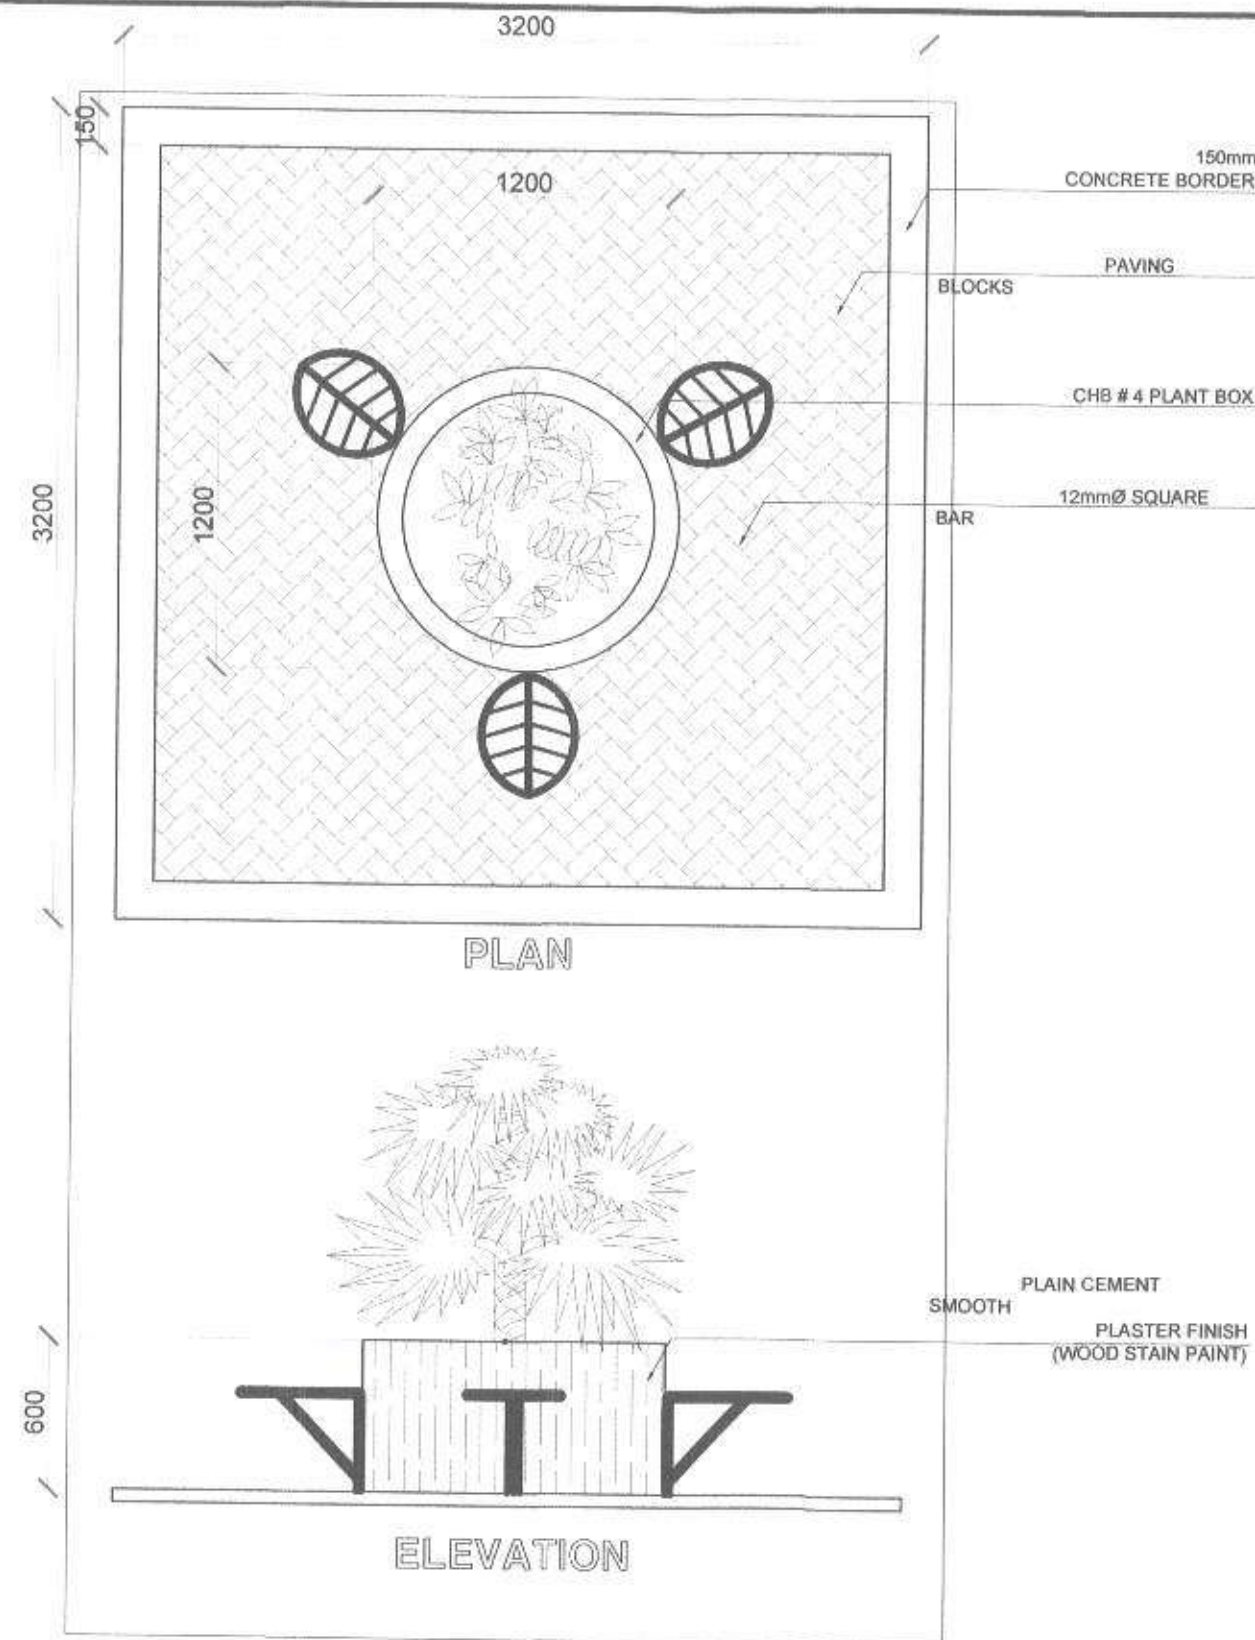 3200
150
1200
150mm
CONCRETE BORDER
PAVING
BLOCKS
CHB # 4 PLANT BOX
3200
1200
12mmØ SQUARE
BAR
PLAN
PLAIN CEMENT
SMOOTH
PLASTER FINISH
(WOOD STAIN PAINT)
600
ELEVATION